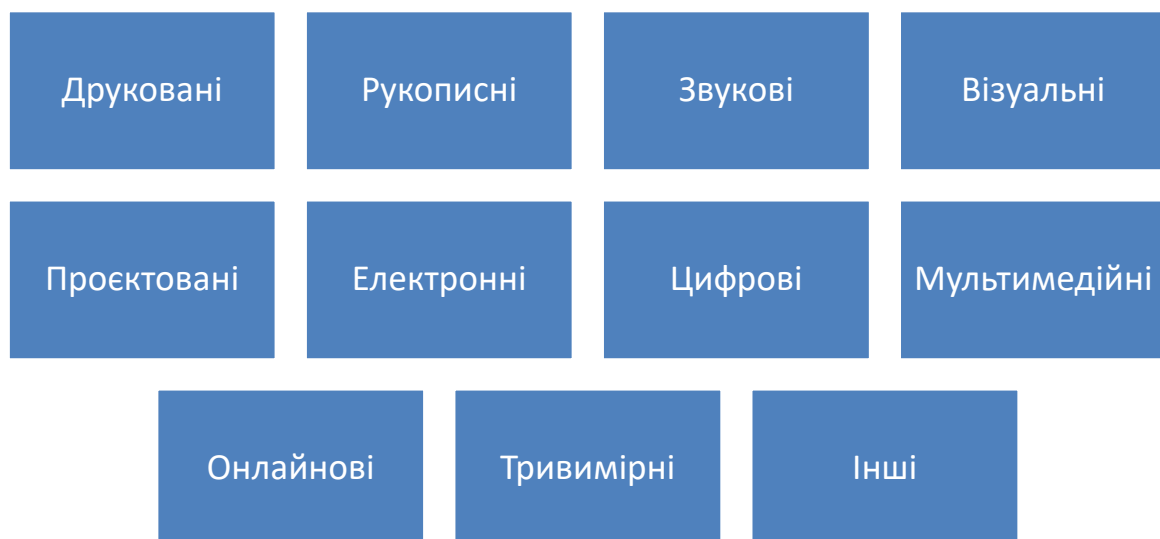 Друковані
Рукописні
Звукові
Візуальні
Проєктовані
Електронні
Цифрові
Мультимедійні
Онлайнові
Тривимірні
Інші